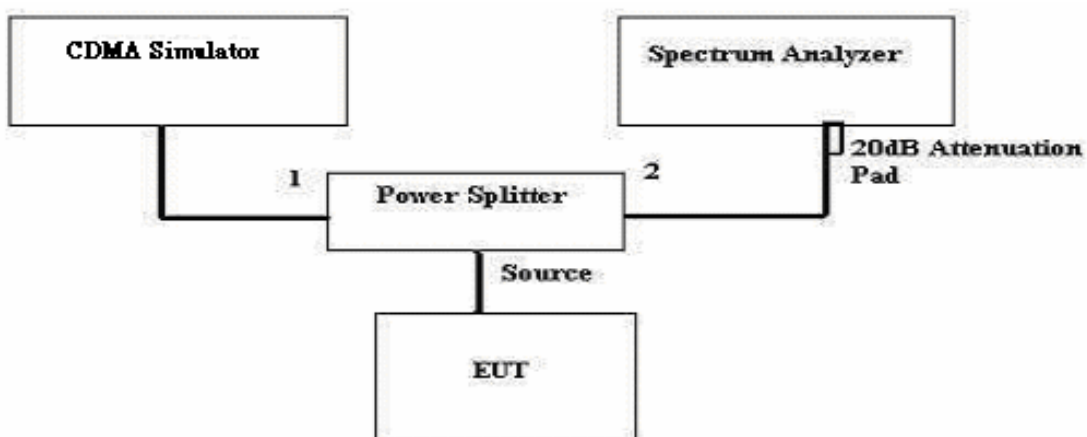 CDMA Simulator
Spectrum Analyzer
20dB Attenuation
Pad
1
2
Power Splitter
Source
EUT